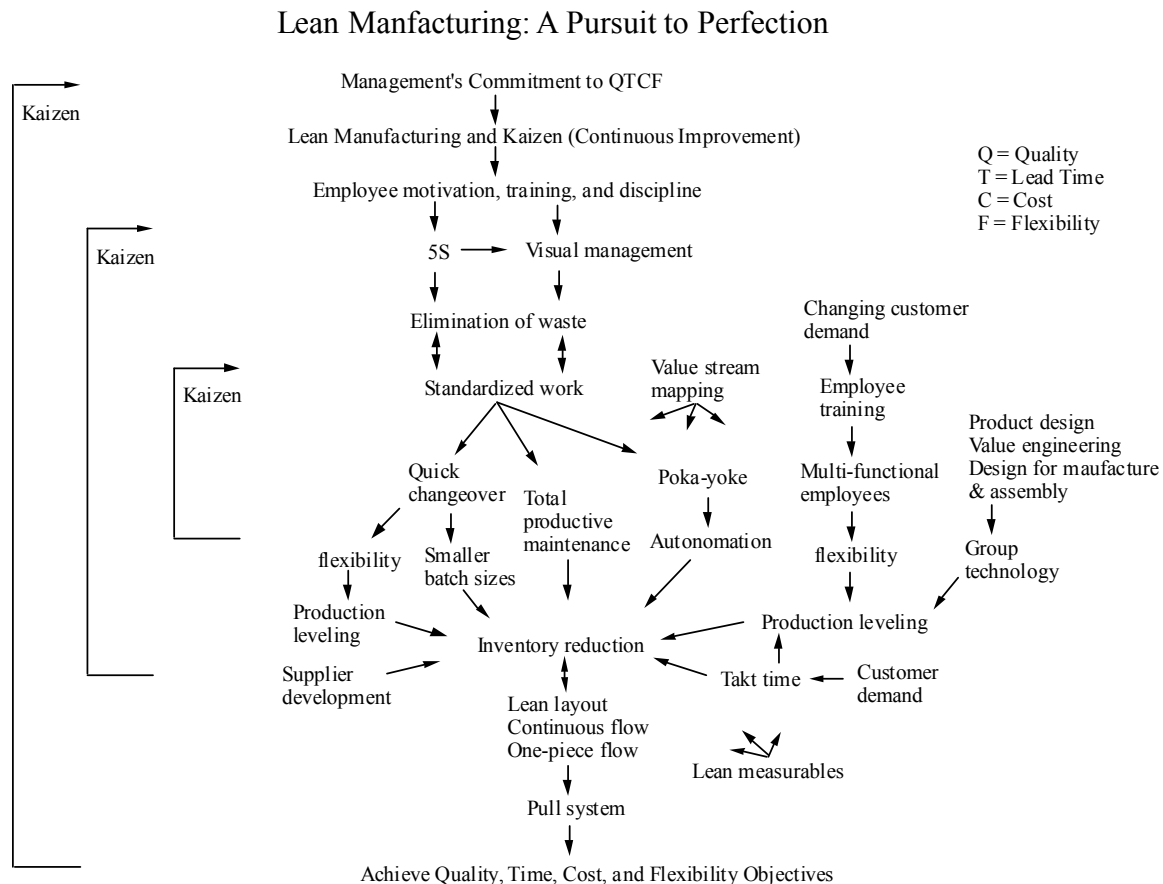 Lean Manfacturing: A Pursuit to Perfection
Management's Commitment to QTCF
Kaizen
Lean Manufacturing and Kaizen (Continuous Improvement)
Q = Quality
T = Lead Time
C = Cost
F = Flexibility
Employee motivation, training, and discipline
Kaizen
5S
Visual management
Elimination of waste
Changing customer
demand
Kaizen
Standardized work
Value stream
mapping
Employee
training
Product design
Value engineering
Design for maufacture
& assembly
Quick
changeover
Total
productive
maintenance
Poka-yoke
Multi-functional
employees
flexibility
Smaller
batch sizes
Autonomation
flexibility
Group
technology
Production
leveling
Inventory reduction
Production leveling
Supplier
development
Takt time
Customer
demand
Lean layout
Continuous flow
One-piece flow
Lean measurables
Pull system
Achieve Quality, Time, Cost, and Flexibility Objectives